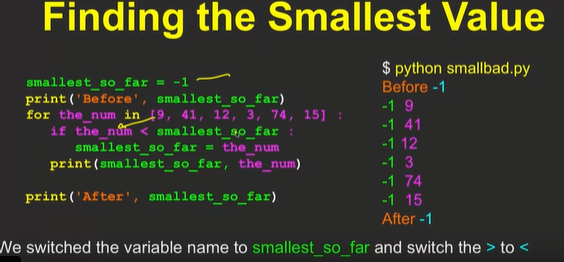 Finding the Smallest Value
smallest_so_far = -1
print('Before', smallest_so_far)
for the_num in [9, 41, 12, 3, 74, 15] :
if the_num < smallest_so_far :
smallest_so_far = the_num
print(smallest_so_far, the_num)
print('After', smallest_so_far)
$ python smallbad.py
Before -1
-1 9
-1 41
-1 12
-1 3
-1 74
-1 15
After -1
We switched the variable name to smallest_so_far and switch the > to <